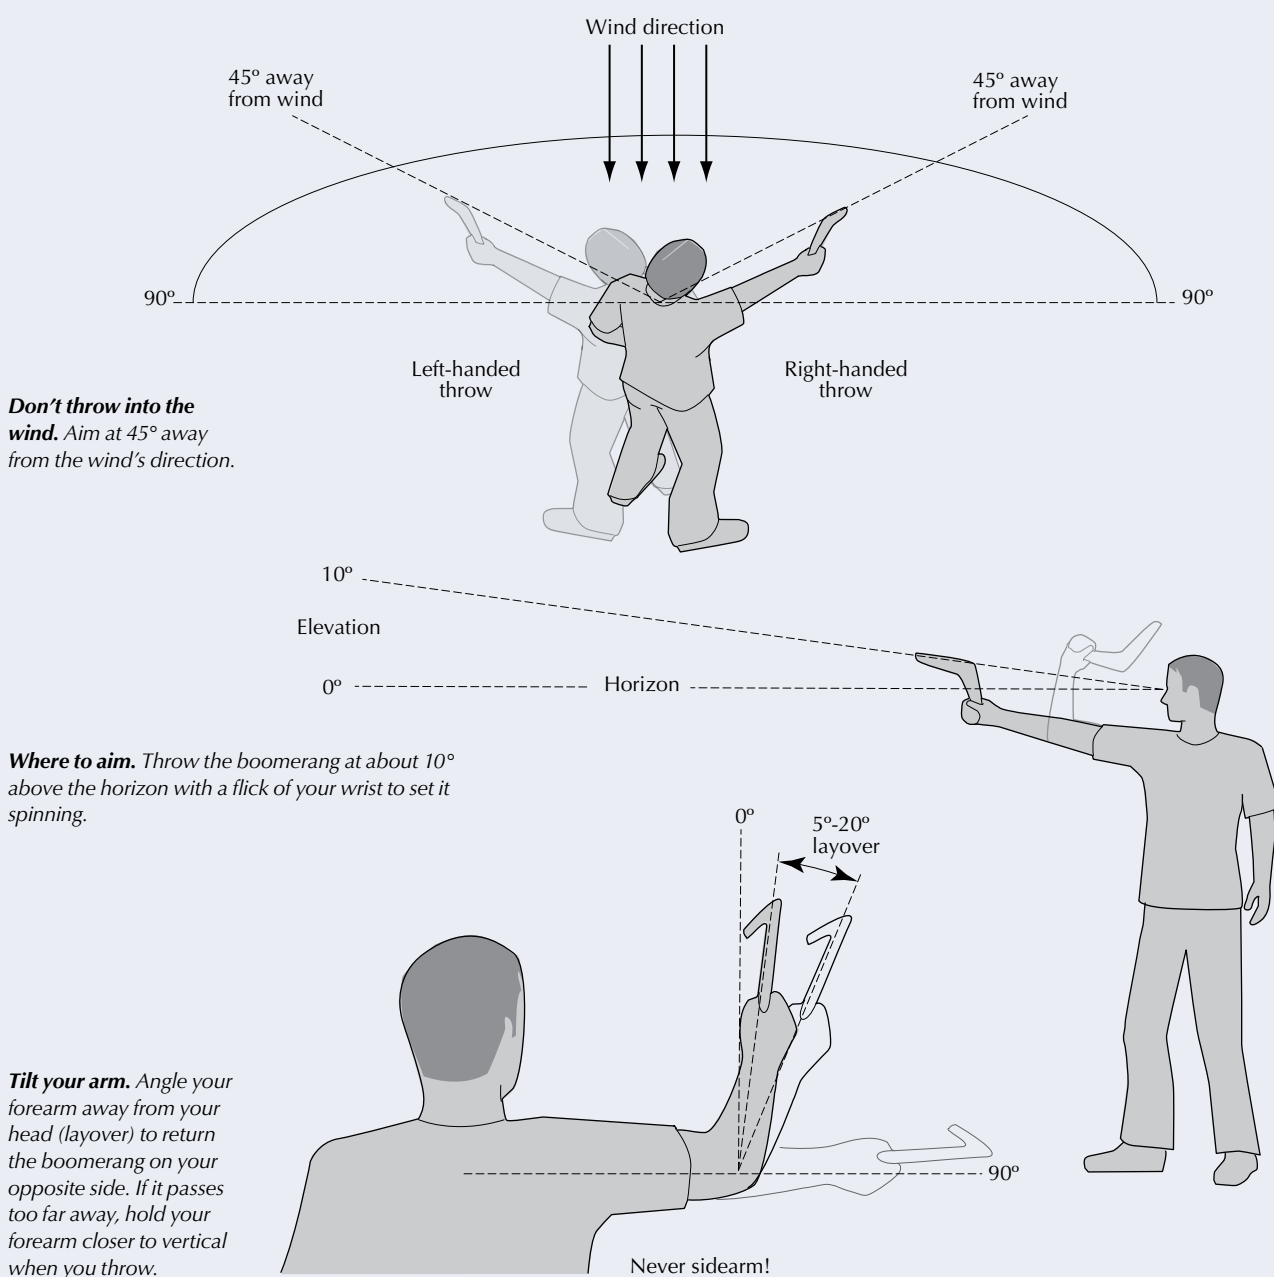 Wind direction
45º away
from wind
45º away
from wind
90º
90º
Left-handed
throw
Right-handed
throw
Don’t throw into the
wind. Aim at 45° away
from the wind’s direction.
10º
Elevation
0º
Horizon
Where to aim. Throw the boomerang at about 10°
above the horizon with a flick of your wrist to set it
spinning.
0º
5º-20º
layover
Tilt your arm. Angle your
forearm away from your
head (layover) to return
the boomerang on your
opposite side. If it passes
too far away, hold your
forearm closer to vertical
when you throw.
90º
Never sidearm!